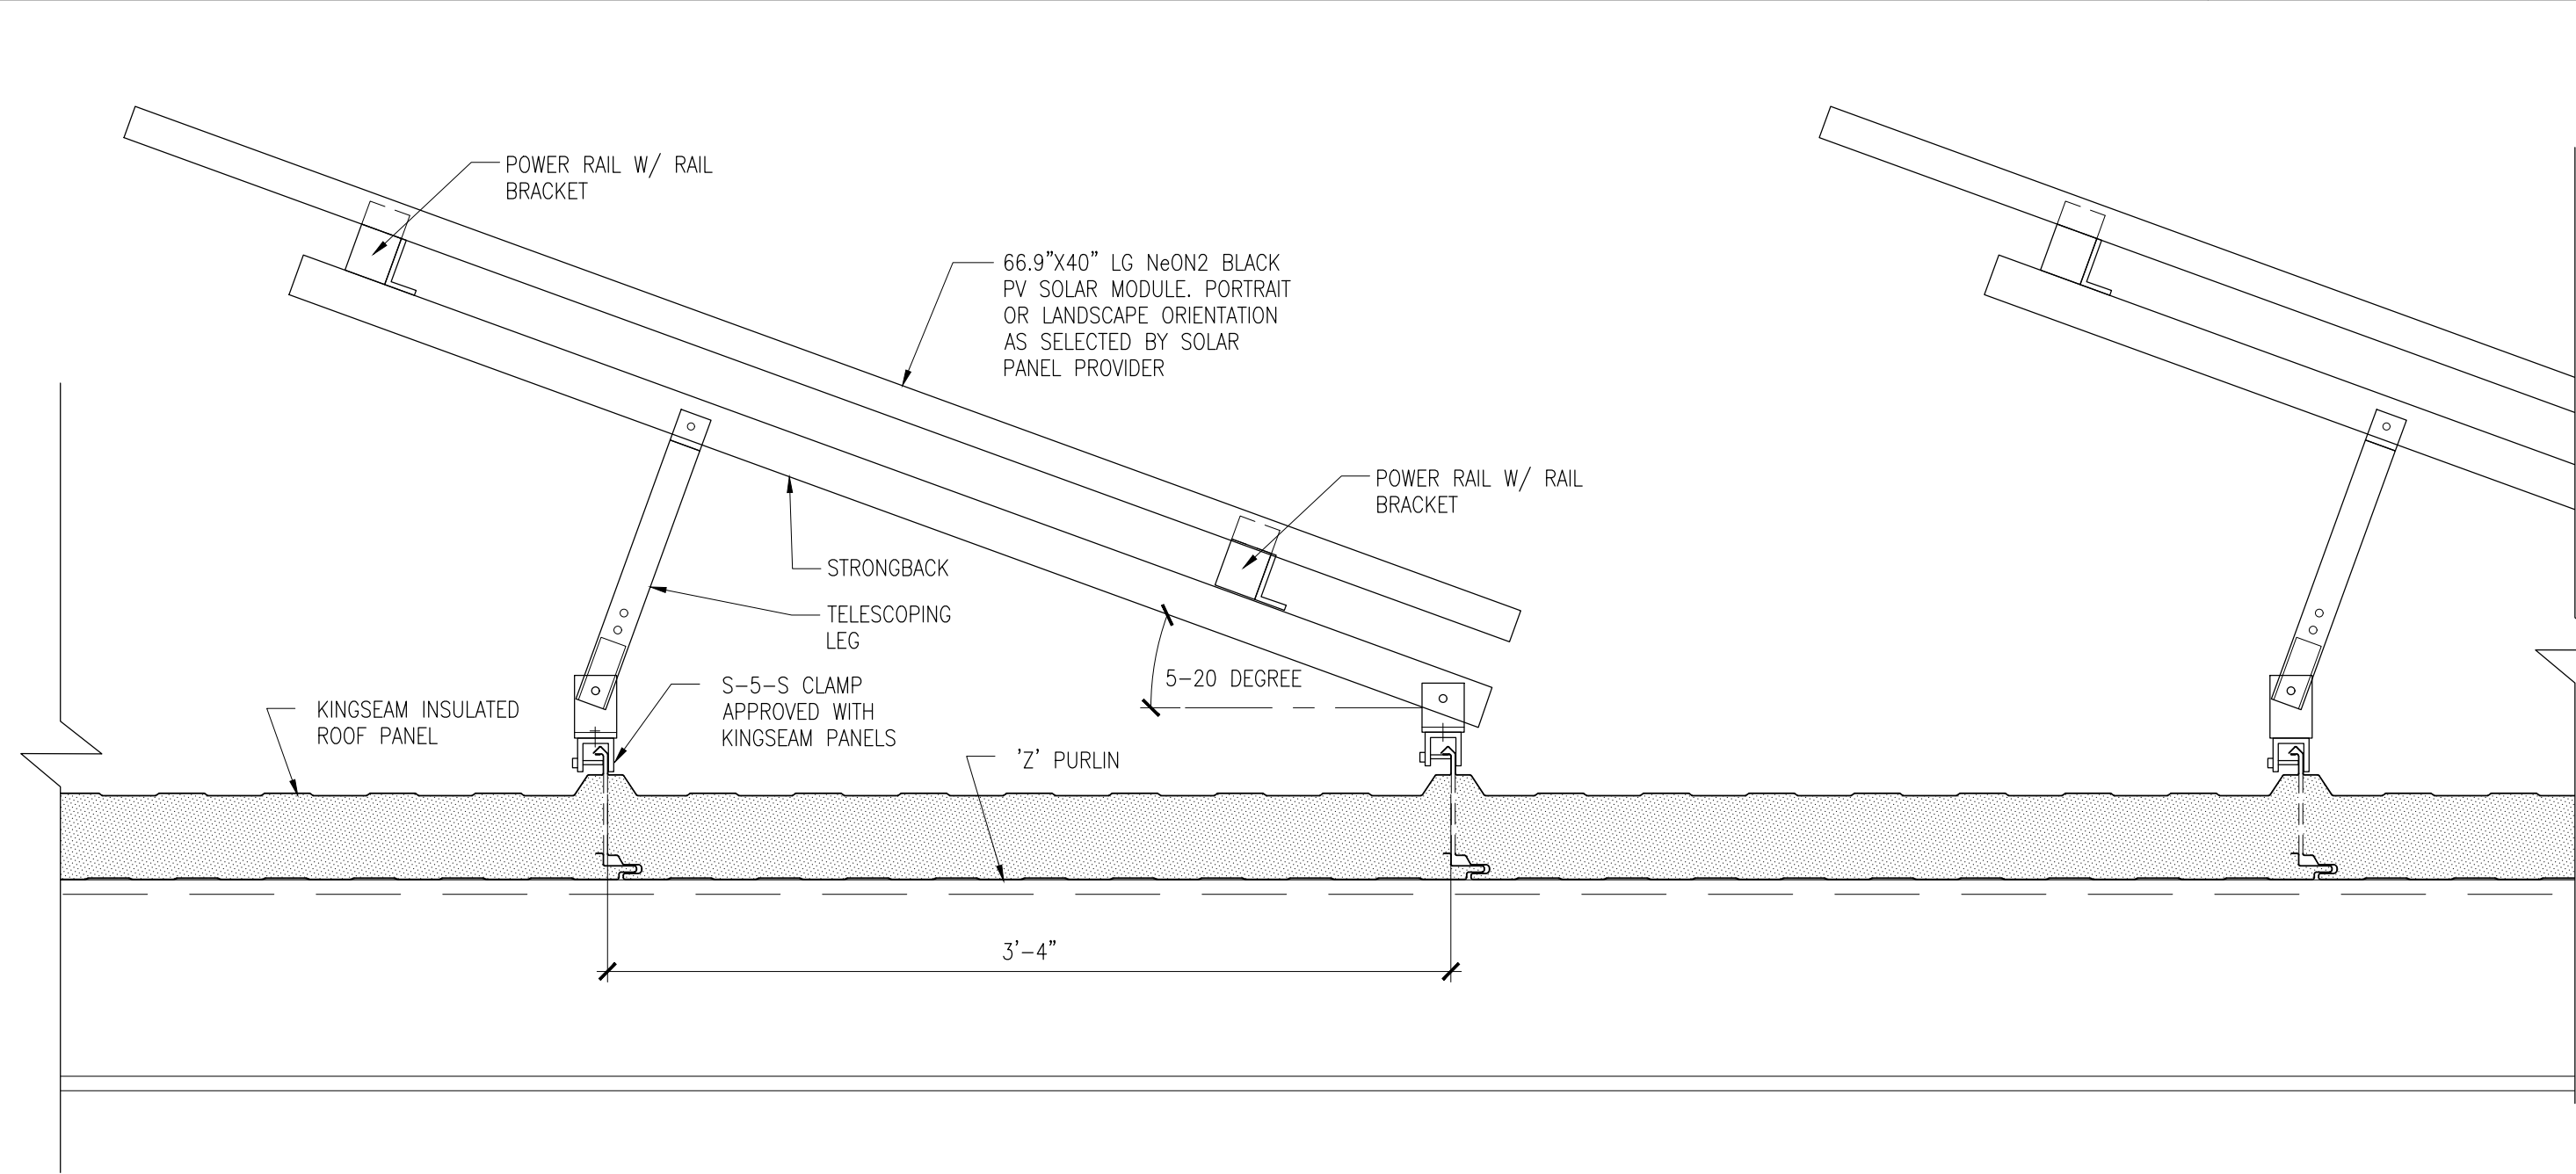 POWER RAIL W/ RAIL
BRACKET
66.9”X40” LG NeON2 BLACK
PV SOLAR MODULE. PORTRAIT
OR LANDSCAPE ORIENTATION
AS SELECTED BY SOLAR
PANEL PROVIDER
POWER RAIL W/ RAIL
BRACKET
STRONGBACK
TELESCOPING
LEG
5-20 DEGREE
S-5-S CLAMP
APPROVED WITH
KINGSEAM PANELS
KINGSEAM INSULATED
ROOF PANEL
'Z' PURLIN
3'-4”